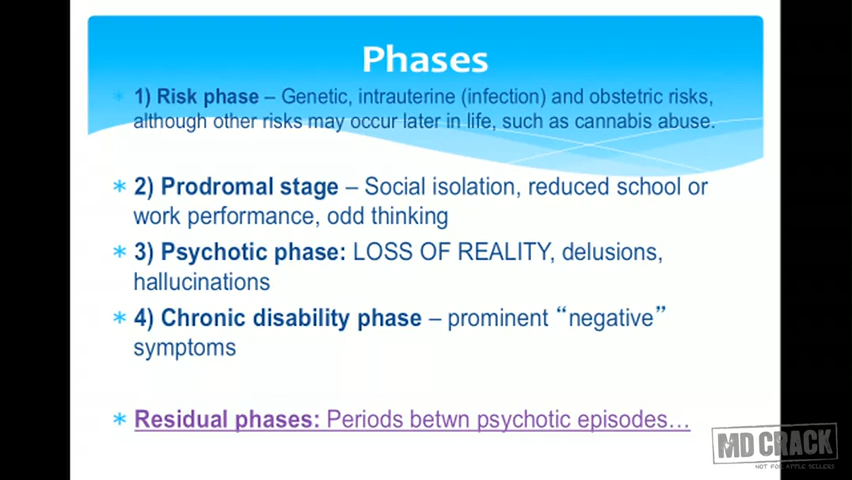 Phases
* 1) Risk phase – Genetic, intrauterine (infection) and obstetric risks,
although other risks may occur later in life, such as cannabis abuse.
* 2) Prodromal stage – Social isolation, reduced school or
work performance, odd thinking
* 3) Psychotic phase: LOSS OF REALITY, delusions,
hallucinations
* 4) Chronic disability phase – prominent “negative”
symptoms
* Residual phases: Periods betwn psychotic episodes…
MD CRACK
NOT FOR APPLE SELLERS